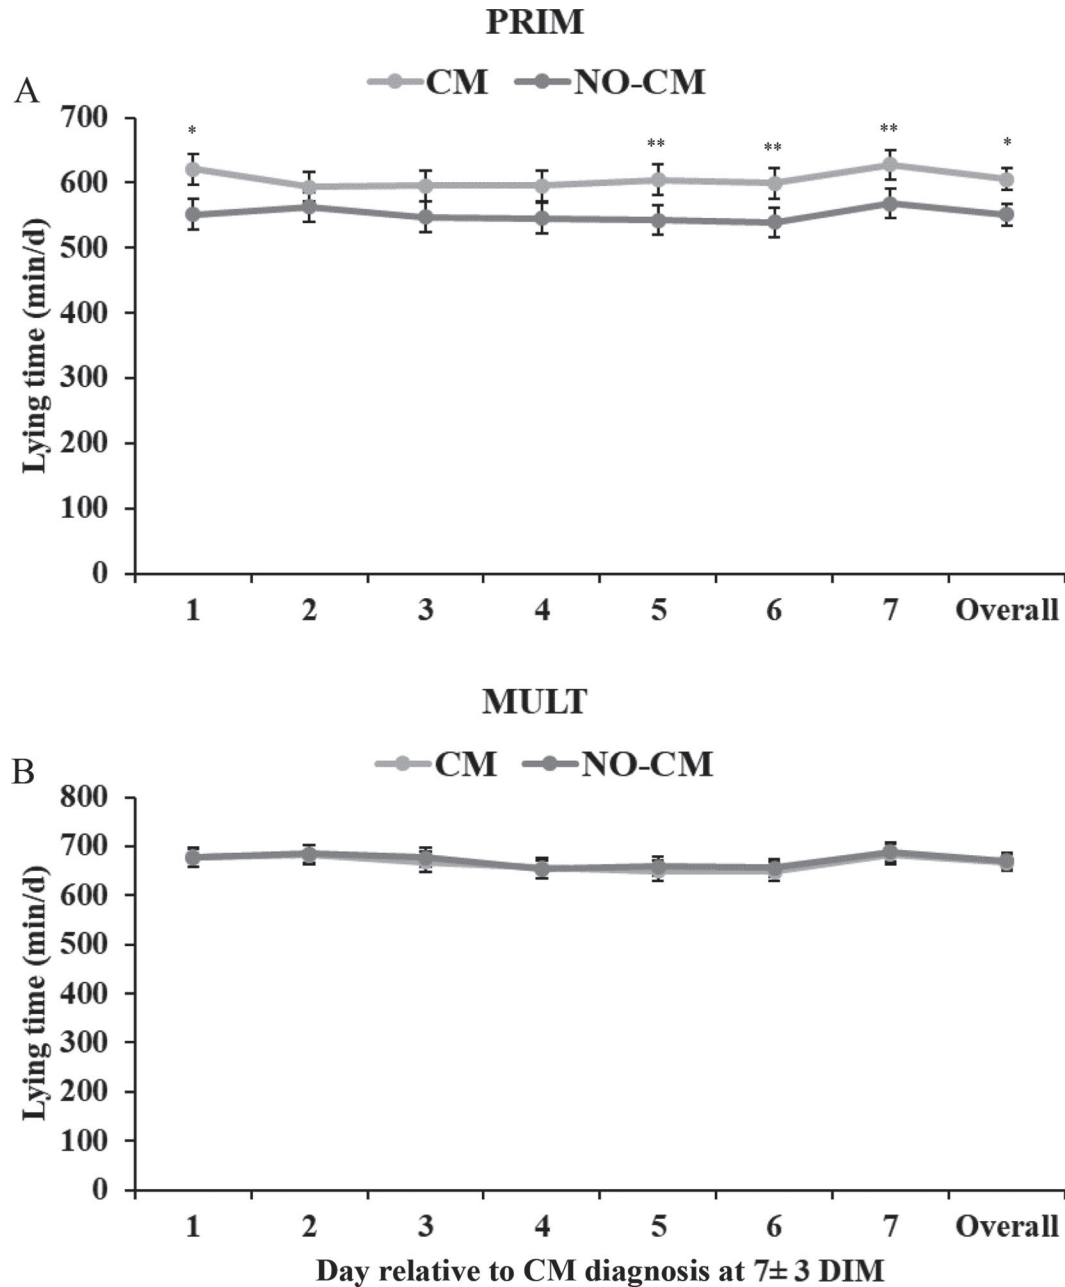 PRIM
A
CM NO-CM
700
600
500
400
300
200
100
0
Lying time (min/d)
* ** ** ** *
1 2 3 4 5 6 7 Overall
MULT
B
CM NO-CM
800
700
600
500
400
300
200
100
0
Lying time (min/d)
1 2 3 4 5 6 7 Overall
Day relative to CM diagnosis at 7± 3 DIM